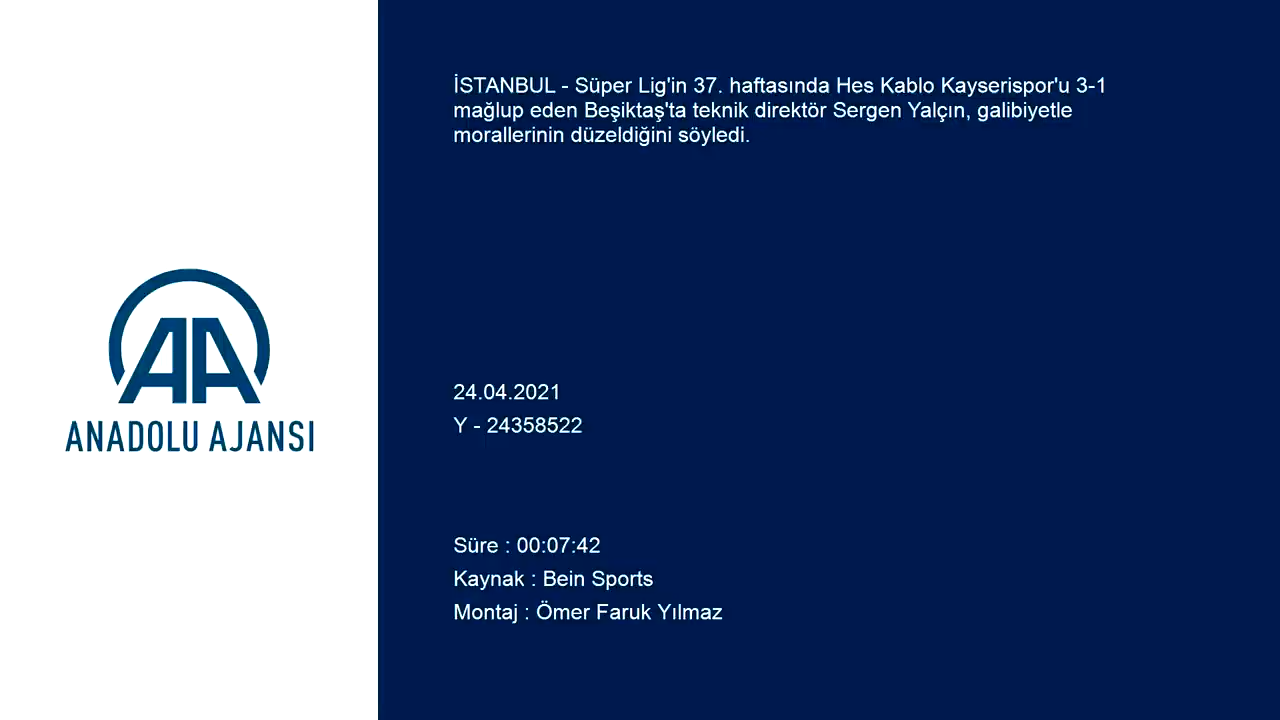 İSTANBUL - Süper Lig'in 37. haftasında Hes Kablo Kayserispor'u 3-1
mağlup eden Beşiktaş'ta teknik direktör Sergen Yalçın, galibiyetle
morallerinin düzeldiğini söyledi.
AA
ANADOLU AJANSI
24.04.2021
Y - 24358522
Süre : 00:07:42
Kaynak : Bein Sports
Montaj : Ömer Faruk Yılmaz